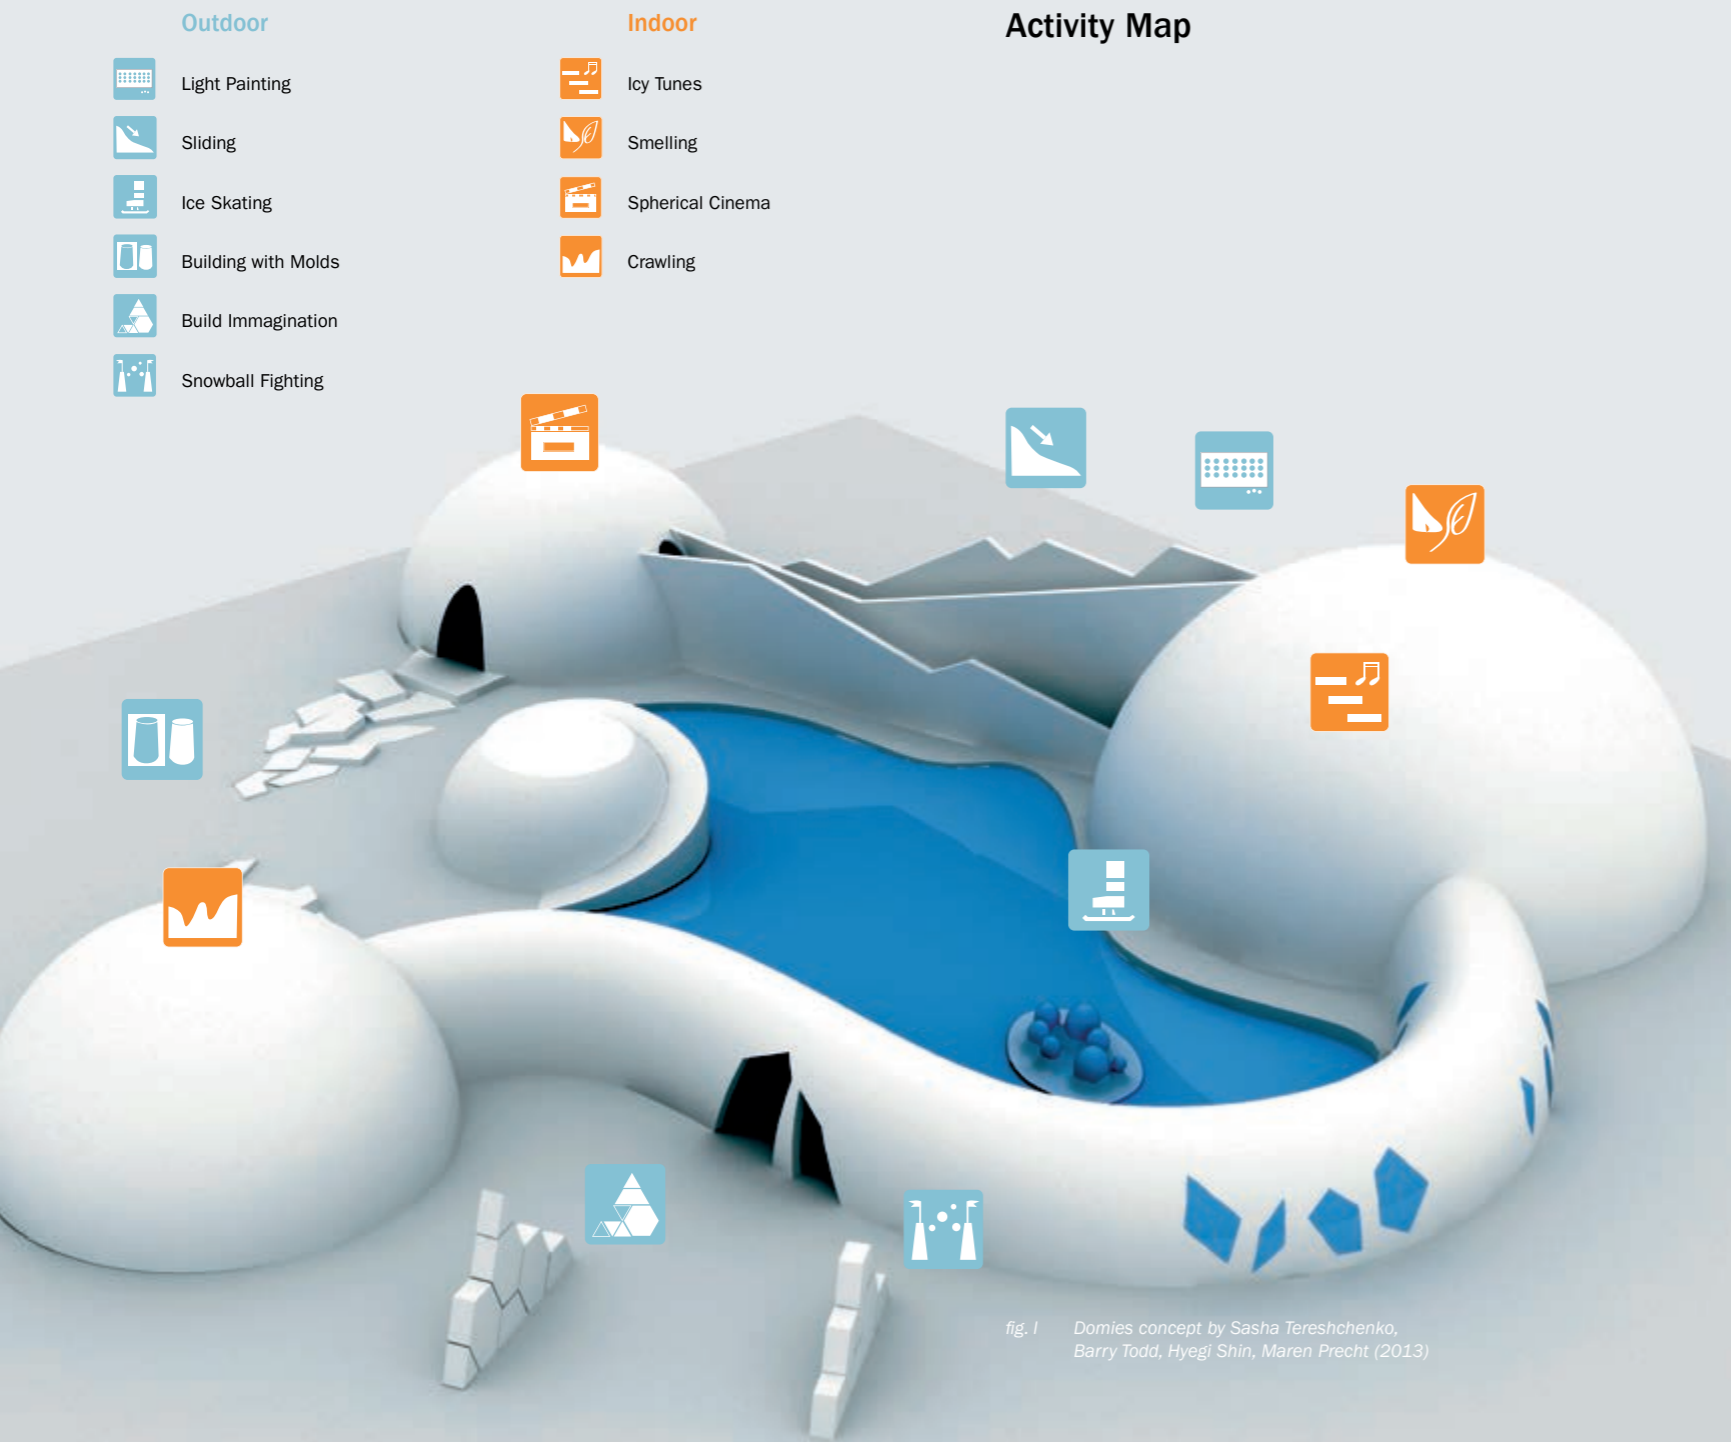 Outdoor
Light Painting
Sliding
Ice Skating
Building with Molds
Build Immagination
Snowball Fighting
Indoor
Icy Tunes
Smelling
Spherical Cinema
Crawling
Activity Map
fig. I Domies concept by Sasha Tereshchenko,
Barry Todd, Hyegi Shin, Maren Precht (2013)